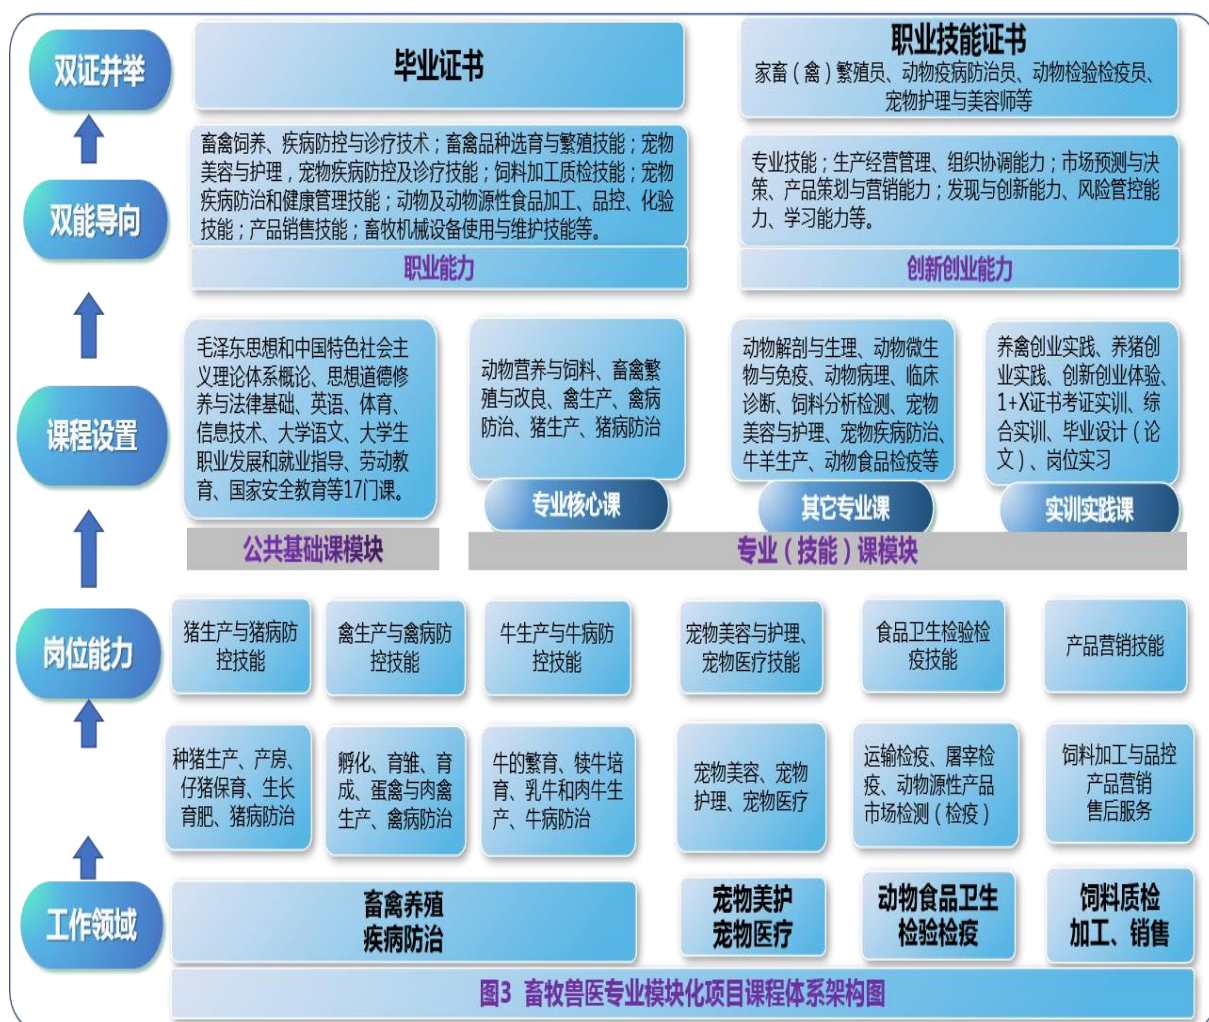 双证并举
毕业证书
职业技能证书
家畜（禽）繁殖员、动物疫病防治员、动物检验检疫员、
宠物护理与美容师等
双能导向
畜禽饲养、疾病防控与诊疗技术；畜禽品种选育与繁殖技能；宠物
美容与护理，宠物疾病防控及诊疗技能；饲料加工质检技能；宠物
疾病防治和健康管理技能；动物及动物源性食品加工、品控、化验
技能；产品销售技能；畜牧机械设备使用与维护技能等。
职业能力
专业技能；生产经营管理、组织协调能力；市场预测与决
策、产品策划与营销能力；发现与创新能力、风险管控能
力、学习能力等。
创新创业能力
课程设置
毛泽东思想和中国特色社会主
义理论体系概论、思想道德修
养与法律基础、英语、体育、
信息技术、大学语文、大学生
职业发展和就业指导、劳动教
育、国家安全教育等17门课。
公共基础课模块
动物营养与饲料、畜禽繁
殖与改良、禽生产、禽病
防治、猪生产、猪病防治
专业核心课
动物解剖与生理、动物微生
物与免疫、动物病理、临床
诊断、饲料分析检测、宠物
美容与护理、宠物疾病防治、
牛羊生产、动物食品检疫等
其它专业课
养禽创业实践、养猪创
业实践、创新创业体验、
1+X证书考证实训、综
合实训、毕业设计（论
文）、岗位实习
实训实践课
专业（技能）课模块
岗位能力
猪生产与猪病防
控技能
禽生产与禽病防
控技能
牛生产与牛病防
控技能
宠物美容与护理、
宠物医疗技能
食品卫生检验检
疫技能
产品营销技能
种猪生产、产房、
仔猪保育、生长
育肥、猪病防治
孵化、育雏、育
成、蛋禽与肉禽
生产、禽病防治
牛的繁育、犊牛培
育、乳牛和肉牛生
产、牛病防治
宠物美容、宠物
护理、宠物医疗
运输检疫、屠宰检
疫、动物源性产品
市场检测（检疫）
饲料加工与品控
产品营销
售后服务
工作领域
畜禽养殖
疾病防治
宠物美护
宠物医疗
动物食品卫生
检验检疫
饲料质检
加工、销售
图3 畜牧兽医专业模块化项目课程体系架构图